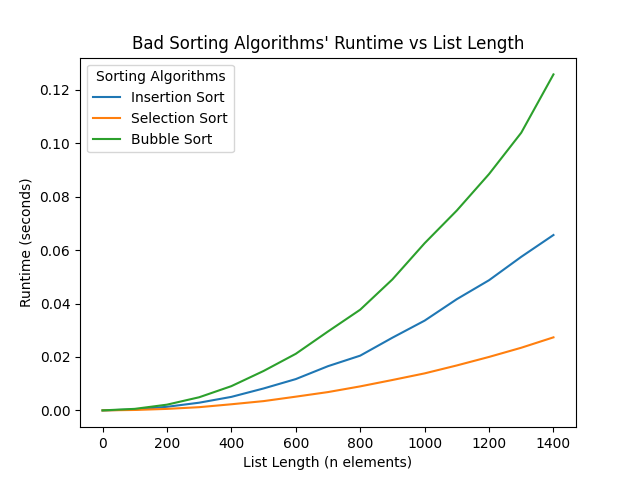 Bad Sorting Algorithms' Runtime vs List Length
Sorting Algorithms
Insertion Sort
Selection Sort
Bubble Sort
Runtime (seconds)
0.12
0.10
0.08
0.06
0.04
0.02
0.00
0 200 400 600 800 1000 1200 1400
List Length (n elements)